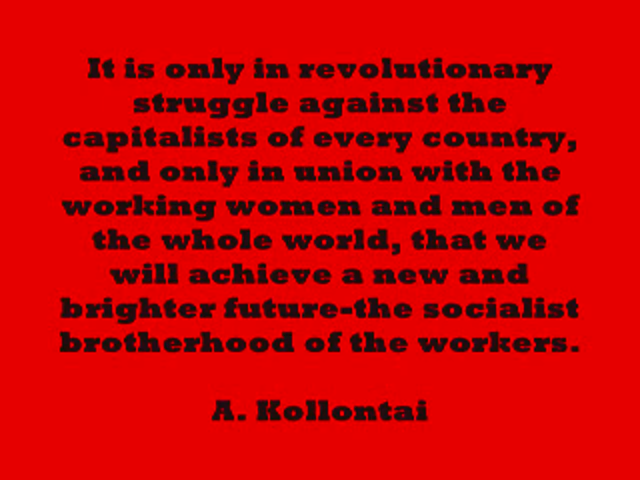 It is only in revolutionary
struggle against the
capitalists of every country,
and only in union with the
working women and men of
the whole world, that we
will achieve a new and
brighter future-the socialist
brotherhood of the workers.
A. Kollontai